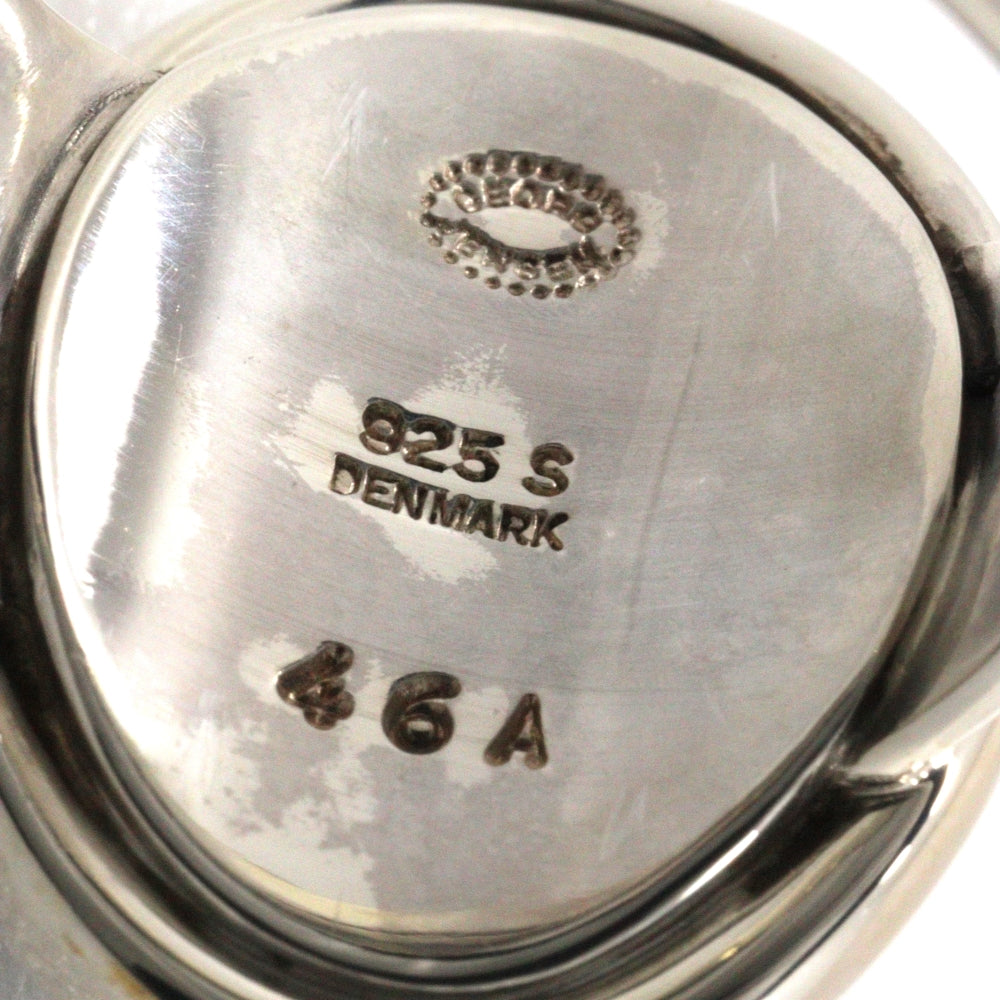 GEORG
JENSEN
925 S
DENMARK
46A